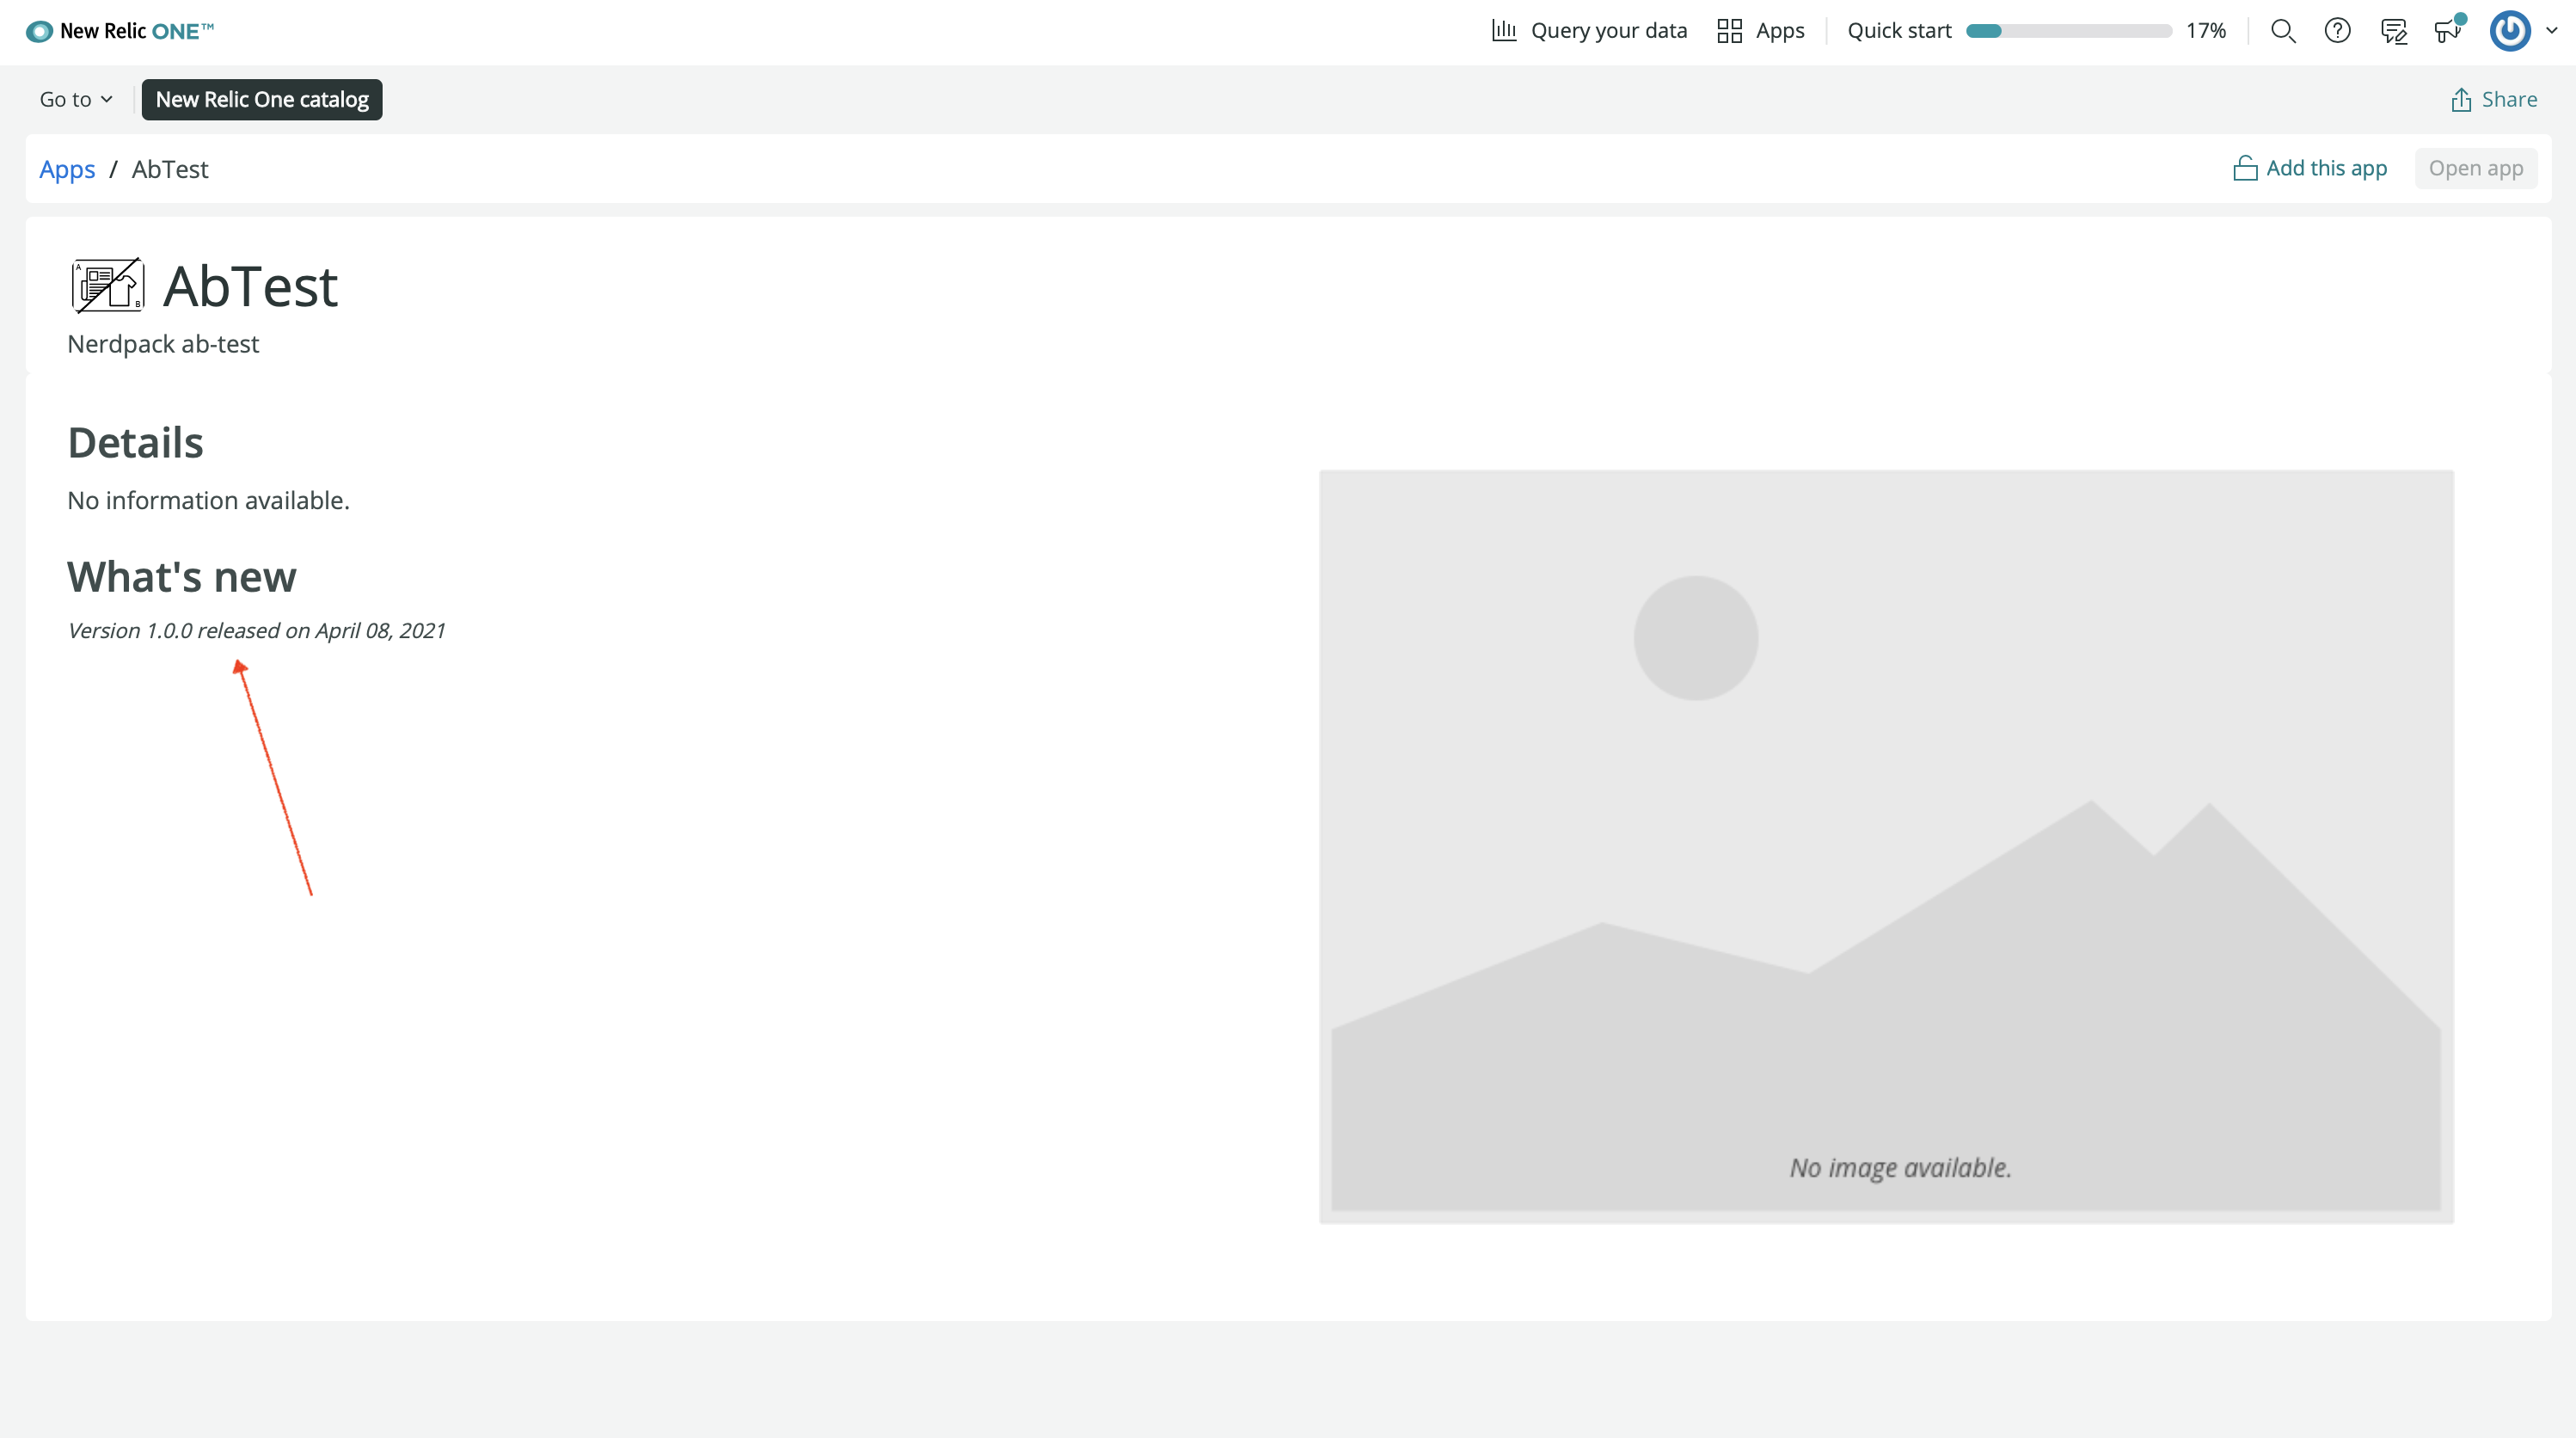 New Relic ONE™
Query your data
Apps
Quick start
17%
Go to
New Relic One catalog
Share
Apps / AbTest
Add this app
Open app
A
B
AbTest
Nerdpack ab-test
Details
No information available.
What's new
Version 1.0.0 released on April 08, 2021
No image available.